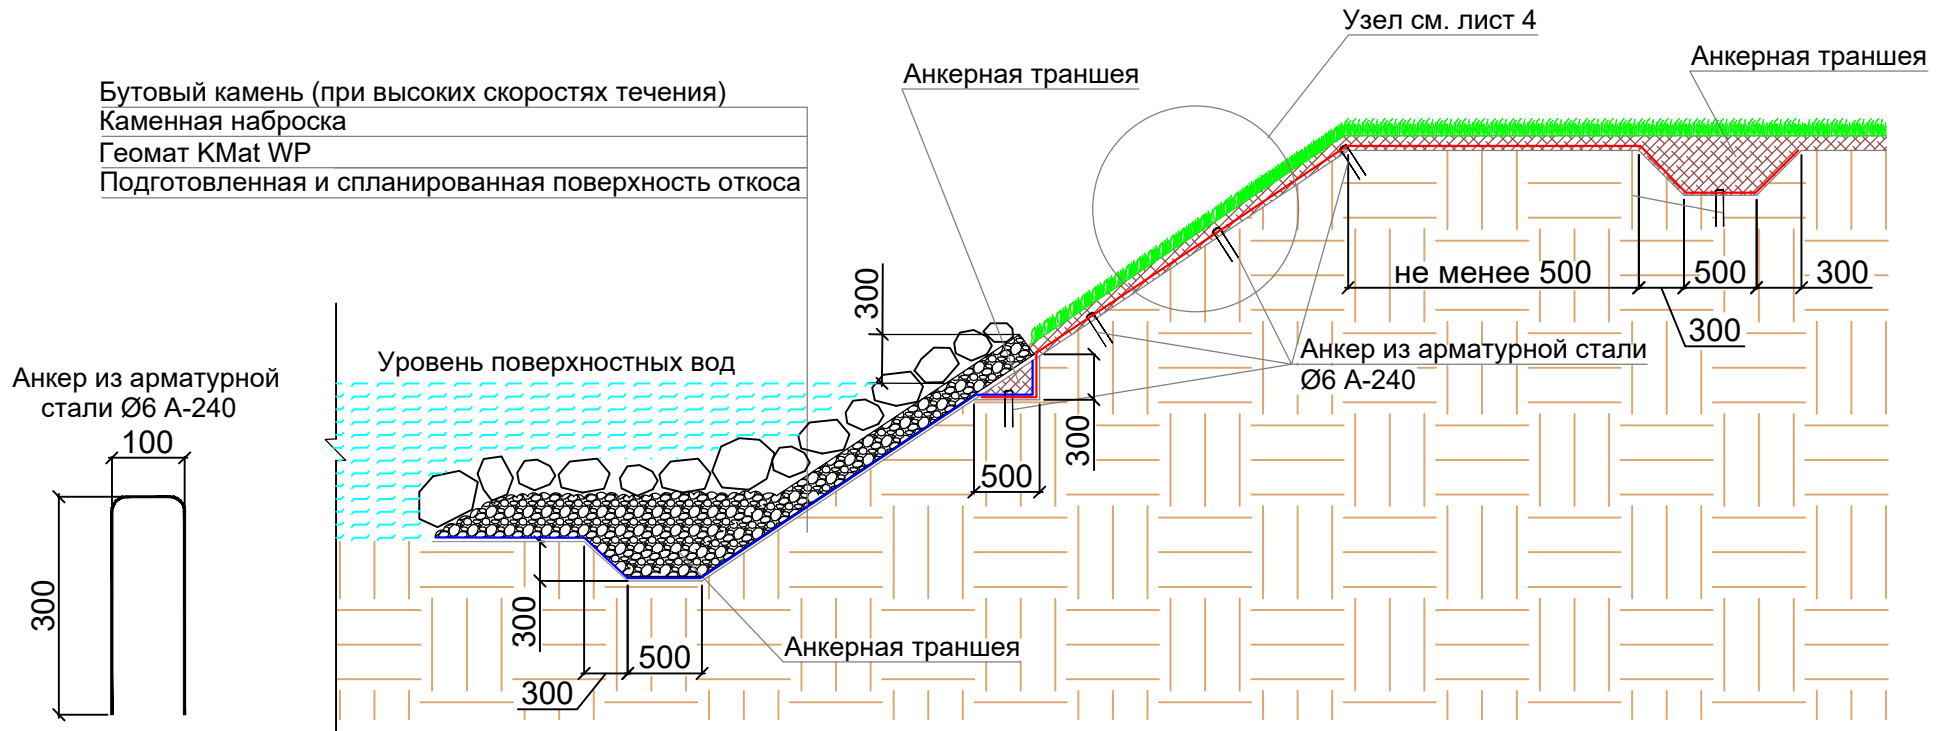 Узел см. лист 4
Анкерная траншея
Анкерная траншея
Бутовый камень (при высоких скоростях течения)
Каменная наброска
Геомат KMat WP
Подготовленная и спланированная поверхность откоса
не менее 500
500
300
300
300
Уровень поверхностных вод
Анкер из арматурной стали
Ø6 А-240
Анкер из арматурной
стали Ø6 А-240
100
300
300
500
300
500
300
Анкерная траншея